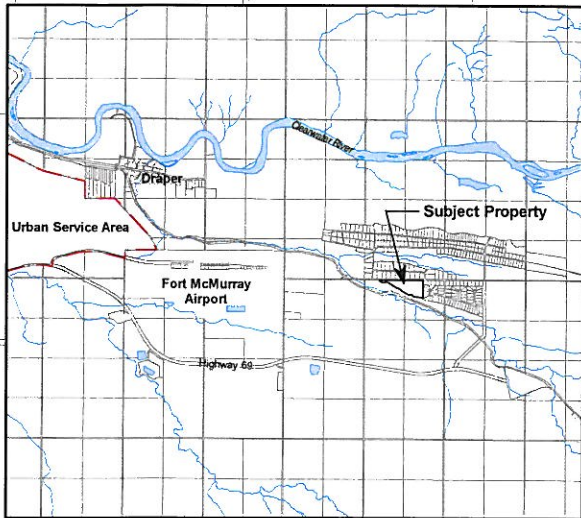 Clearwater River
Draper
Subject Property
Urban Service Area
Fort McMurray
Airport
Highway 69